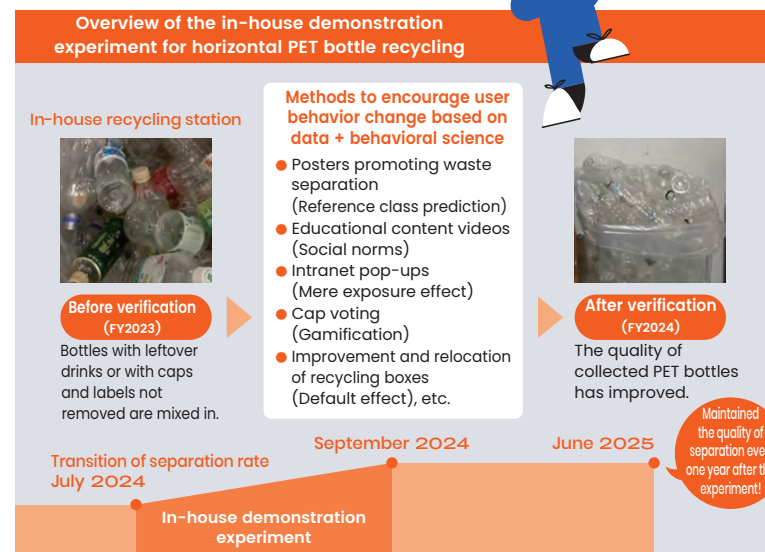 Overview of the in-house demonstration
experiment for horizontal PET bottle recycling
In-house recycling station
Before verification
(FY2023)
Bottles with leftover
drinks or with caps
and labels not
removed are mixed in.
Methods to encourage user
behavior change based on
data + behavioral science
● Posters promoting waste
separation
(Reference class prediction)
● Educational content videos
(Social norms)
● Intranet pop-ups
(Mere exposure effect)
● Cap voting
(Gamification)
● Improvement and relocation
of recycling boxes
(Default effect), etc.
After verification
(FY2024)
The quality of
collected PET bottles
has improved.
Transition of separation rate
July 2024
September 2024
June 2025
In-house demonstration
experiment
Maintained
the quality of
separation
one year after
experiment!